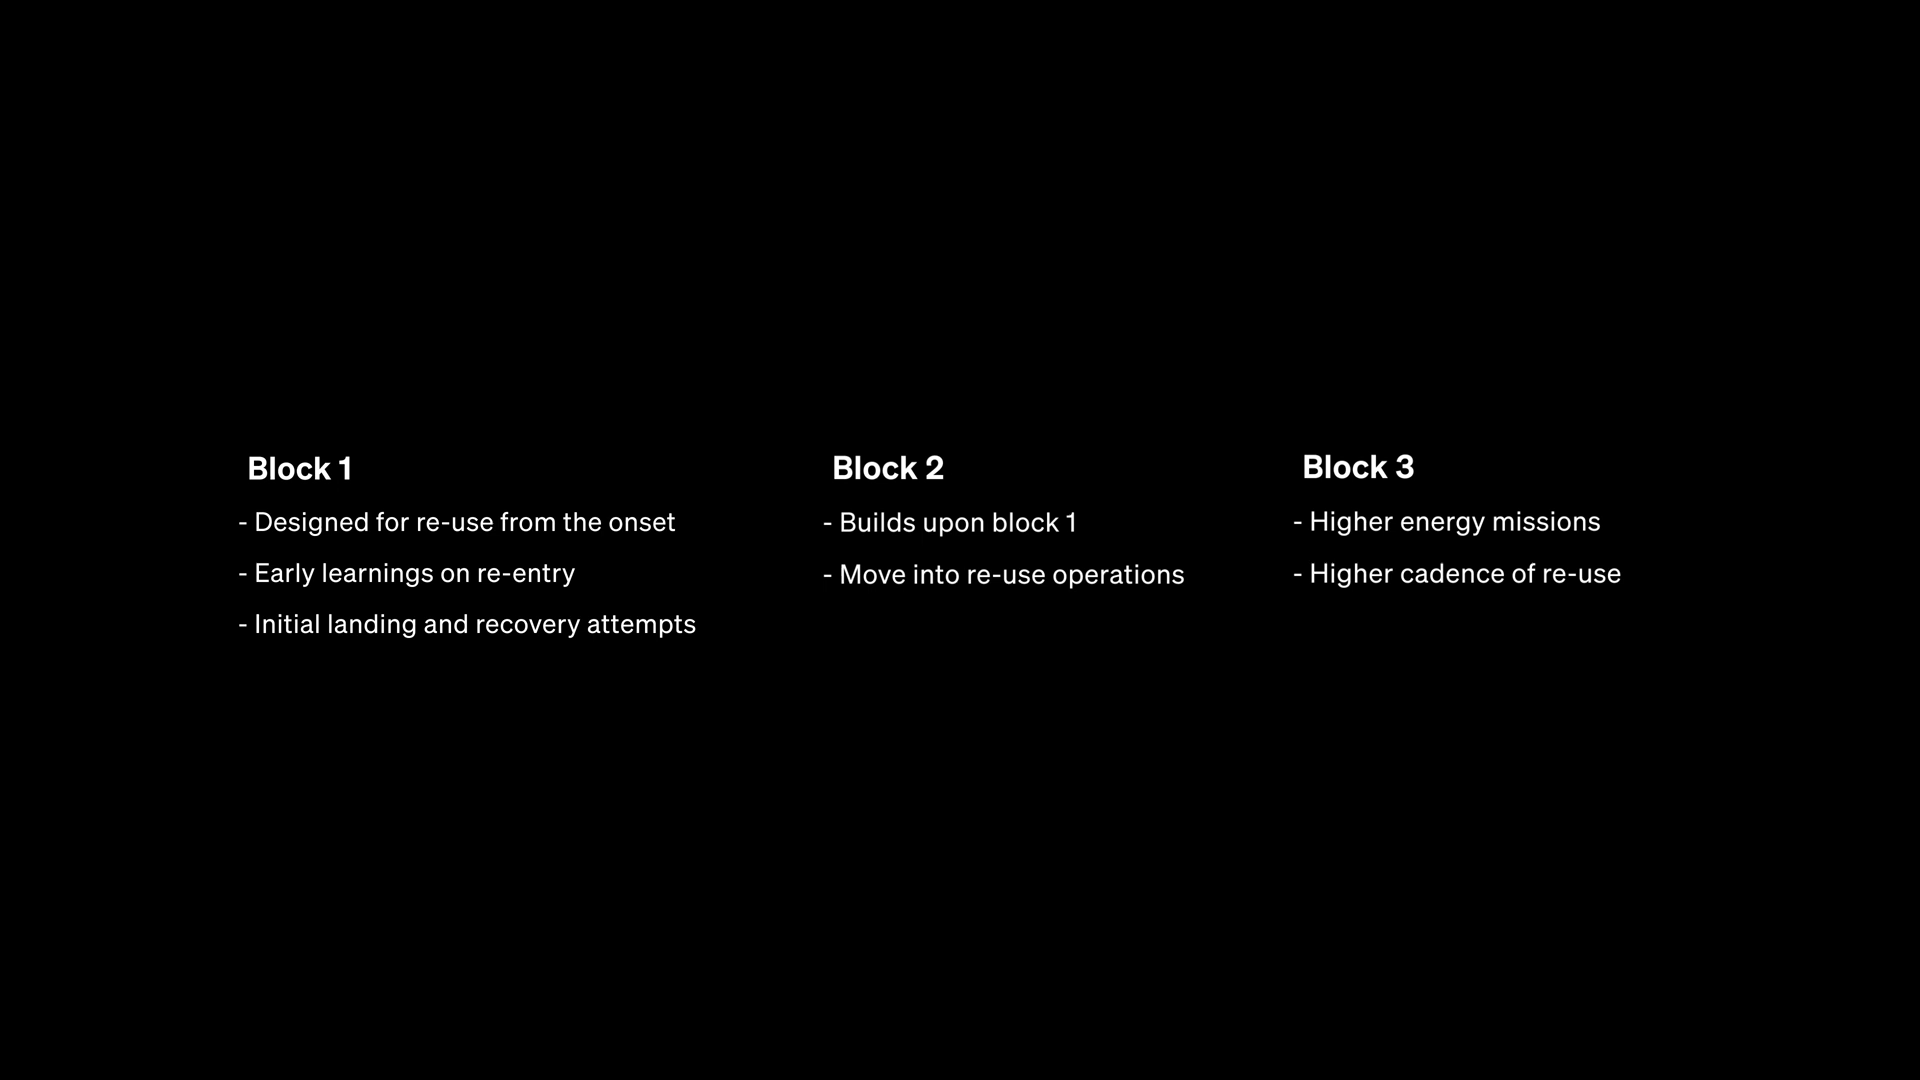 Block 1
- Designed for re-use from the onset
- Early learnings on re-entry
- Initial landing and recovery attempts
Block 2
- Builds upon block 1
- Move into re-use operations
Block 3
- Higher energy missions
- Higher cadence of re-use